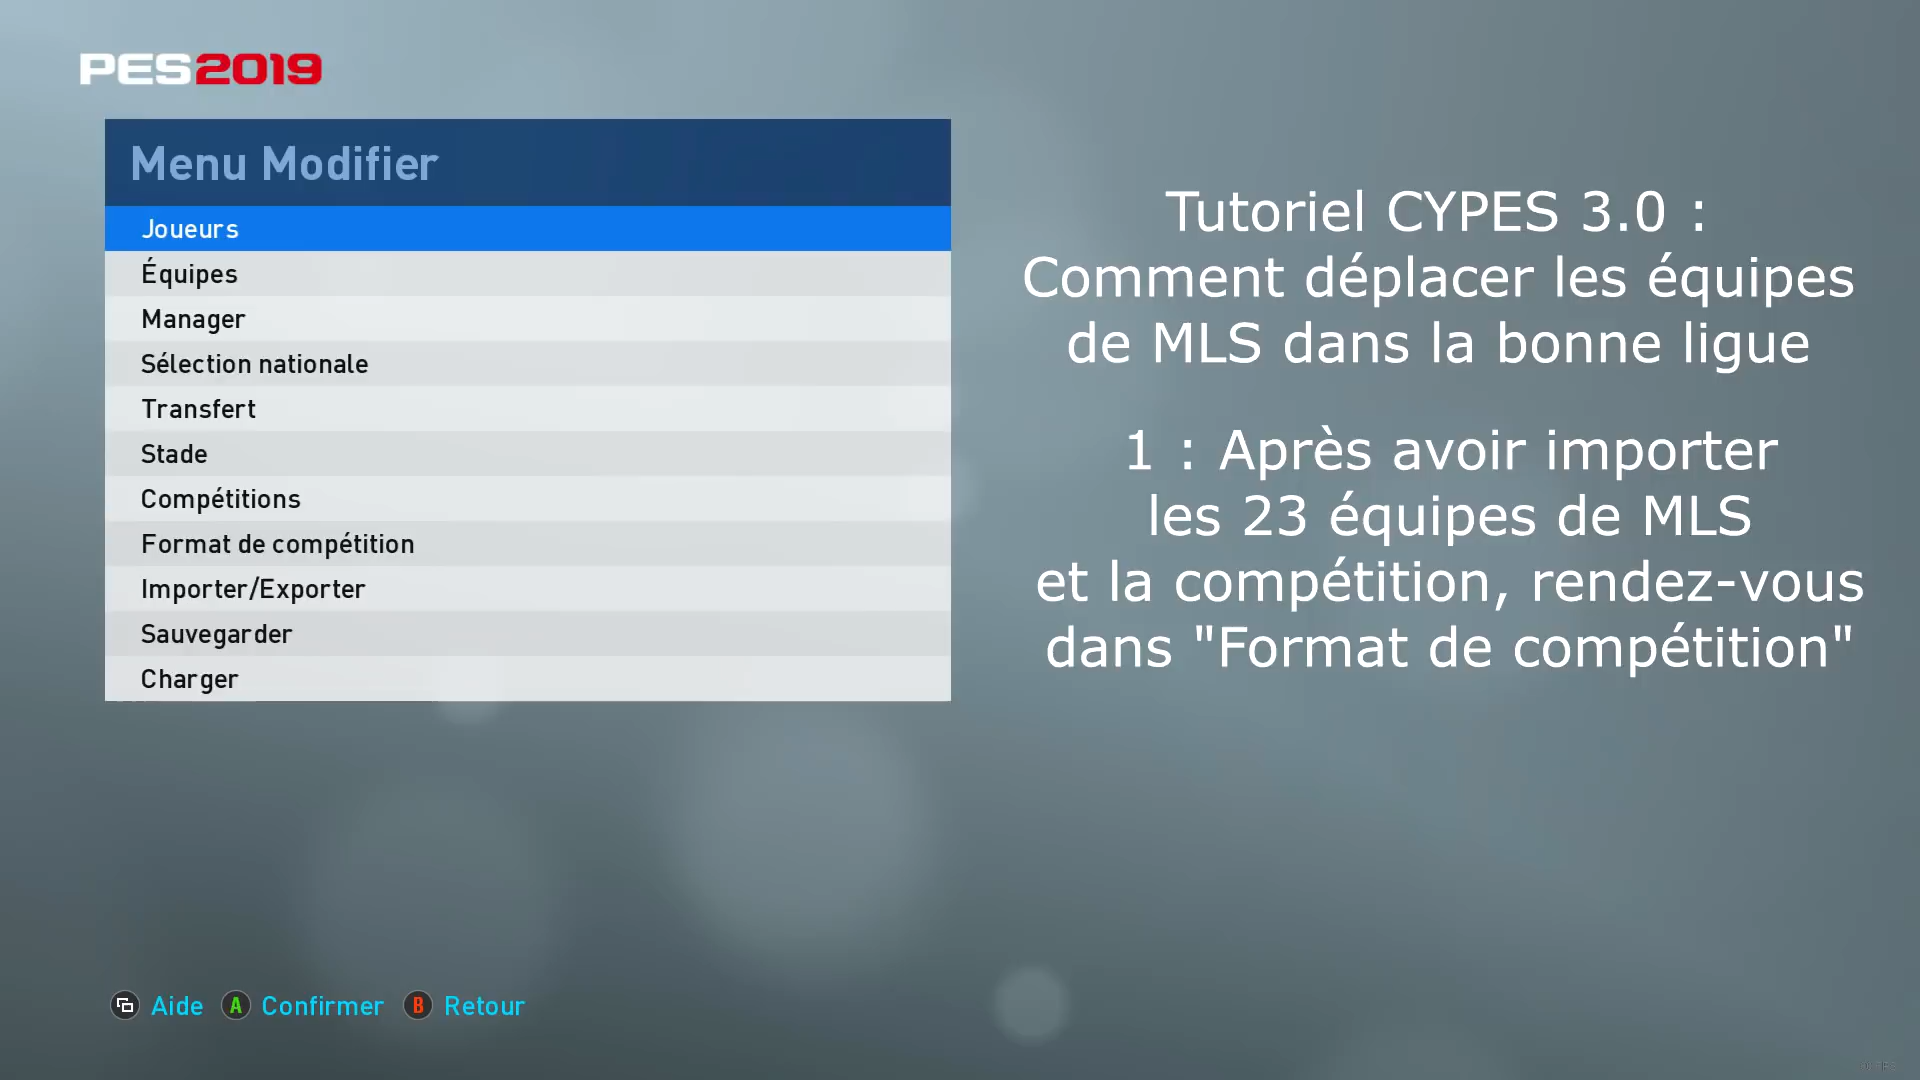 PES2019
Menu Modifier
Joueurs
Équipes
Manager
Sélection nationale
Transfert
Stade
Compétitions
Format de compétition
Importer/Exporter
Sauvegarder
Charger
Tutoriel CYPES 3.0 :
Comment déplacer les équipes
de MLS dans la bonne ligue
1 : Après avoir importer
les 23 équipes de MLS
et la compétition, rendez-vous
dans "Format de compétition"
Aide A Confirmer B Retour